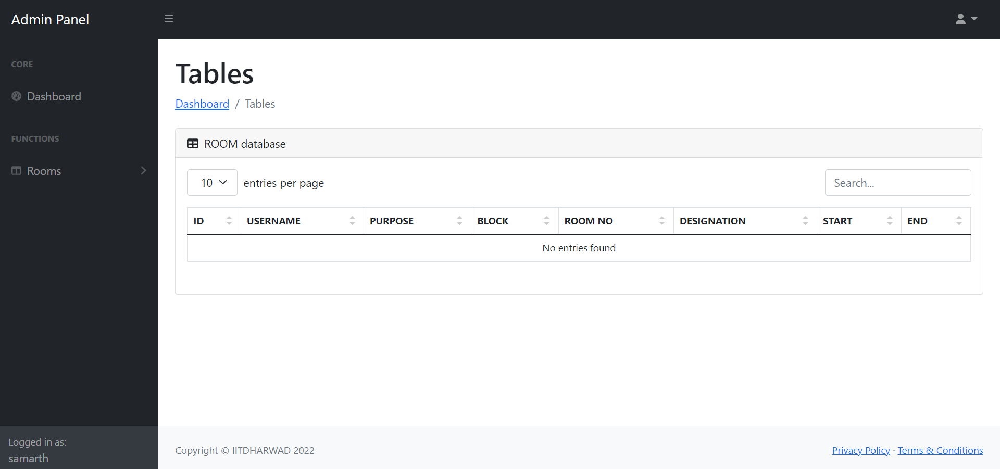 Admin Panel
CORE
Dashboard
FUNCTIONS
Rooms
Logged in as:
samarth
Tables
Dashboard / Tables
ROOM database
10 entries per page
Search...
ID USERNAME PURPOSE BLOCK ROOM NO DESIGNATION START END
No entries found
Copyright © IITDHARWAD 2022
Privacy Policy · Terms & Conditions